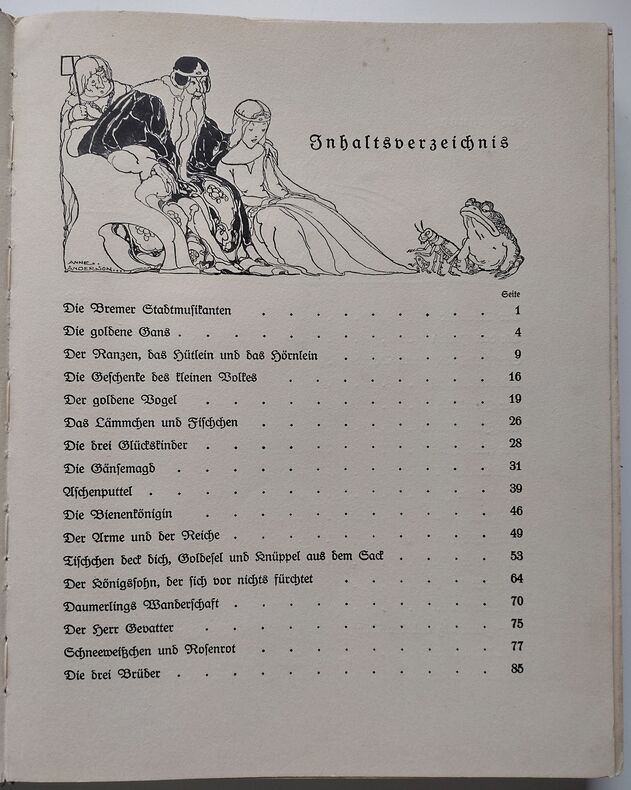 Inhaltsverzeichnis
ANNE
ANDERSON
Seite
Die Bremer Stadtmusikanten . . . . . . . . . 1
Die goldene Gans . . . . . . . . . . . . 4
Der Ranzen, das Hütlein und das Hörnlein . . . . . . 9
Die Geschenke des kleinen Volkes . . . . . . . . 16
Der goldene Vogel . . . . . . . . . . . 19
Das Lämmchen und Fischchen . . . . . . . . . 26
Die drei Glückskinder . . . . . . . . . . . 28
Die Gänsemagd . . . . . . . . . . . . 31
Aschenputtel . . . . . . . . . . . . . 39
Die Bienenkönigin . . . . . . . . . . . 46
Der Arme und der Reiche . . . . . . . . . . 49
Tischchen deck dich, Goldesel und Knüppel aus dem Sack . . . . 53
Der Königssohn, der sich vor nichts fürchtet . . . . . . 64
Daumerlings Wanderschaft . . . . . . . . . . 70
Der Herr Gevatter . . . . . . . . . . . 75
Schneeweißchen und Rosenrot . . . . . . . . . 77
Die drei Brüder . . . . . . . . . . . . 85